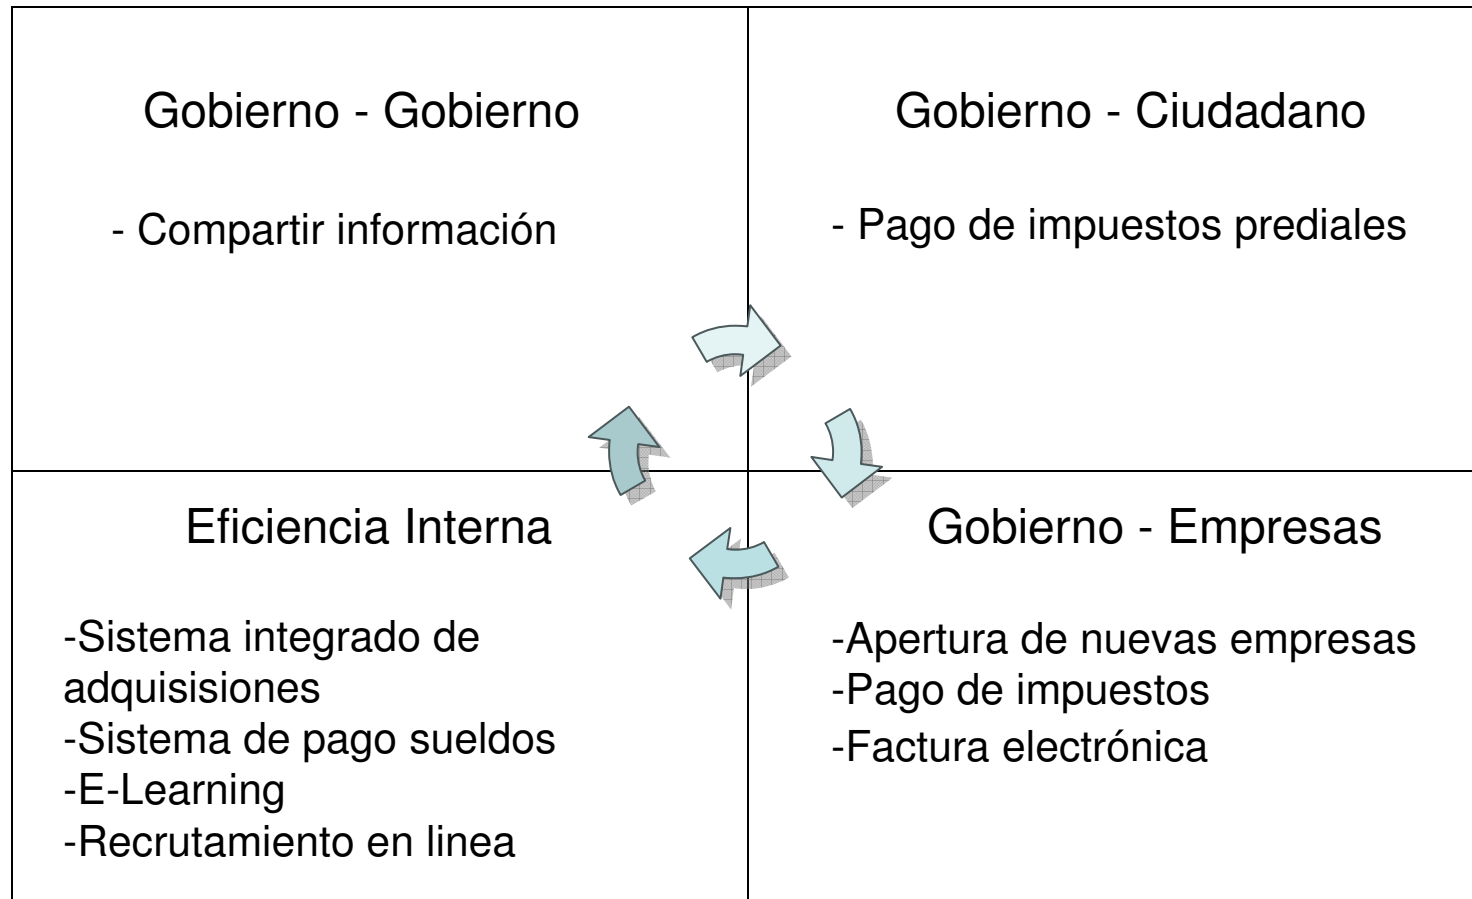 Gobierno - Gobierno
- Compartir información
Gobierno - Ciudadano
- Pago de impuestos prediales
Eficiencia Interna
-Sistema integrado de
adquisisiones
-Sistema de pago sueldos
-E-Learning
-Recrutamiento en linea
Gobierno - Empresas
-Apertura de nuevas empresas
-Pago de impuestos
-Factura electrónica